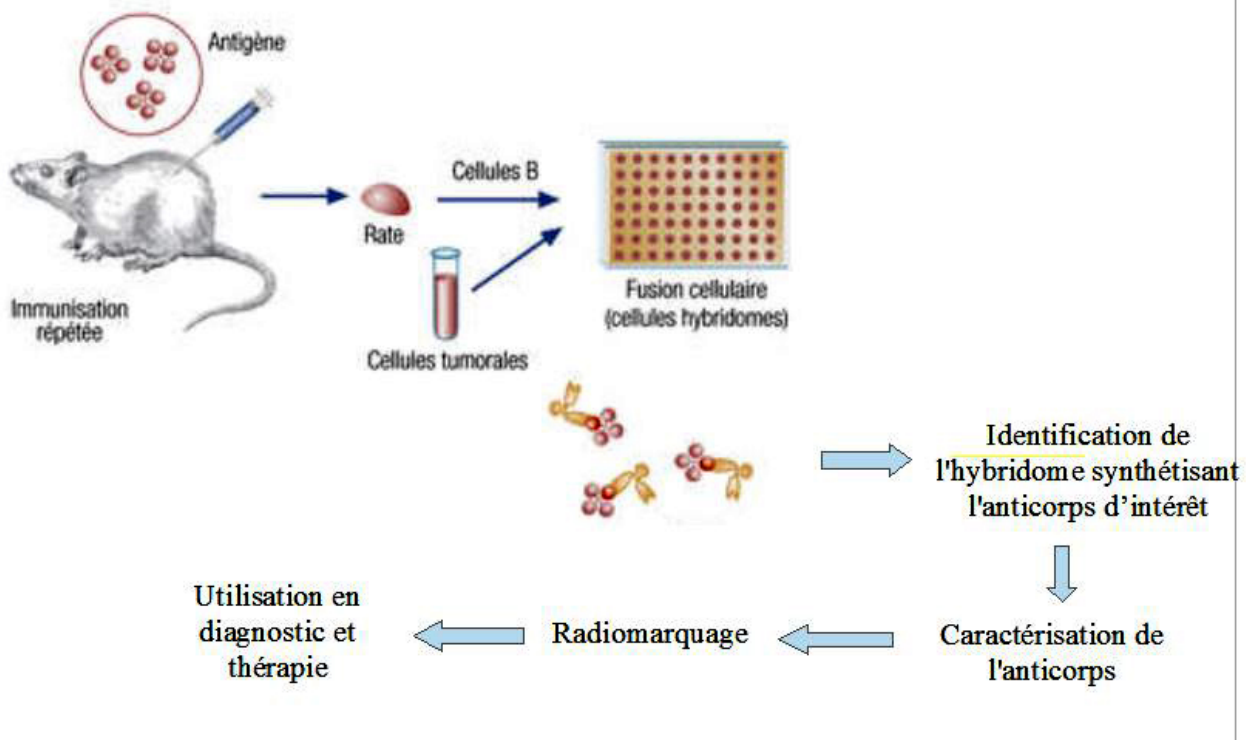 Antigène
Immunisation
répétée
Rate
Cellules B
Cellules tumorales
Fusion cellulaire
(cellules hybridomes)
Identification de
l'hybridome synthétisant
l'anticorps d’intérêt
Caractérisation de
l'anticorps
Radiomarquage
Utilisation en
diagnostic et
thérapie